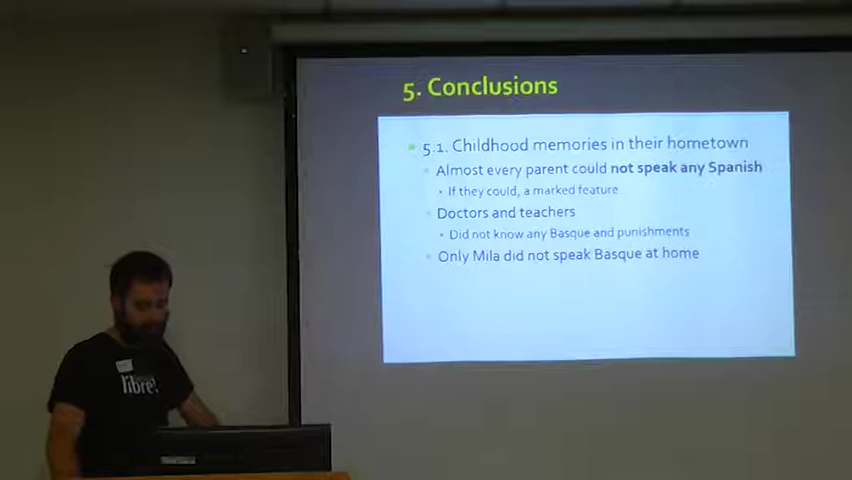 5. Conclusions
5.1. Childhood memories in their hometown
Almost every parent could not speak any Spanish
If they could, a marked feature
Doctors and teachers
Did not know any Basque and punishments
Only Mila did not speak Basque at home
libre!